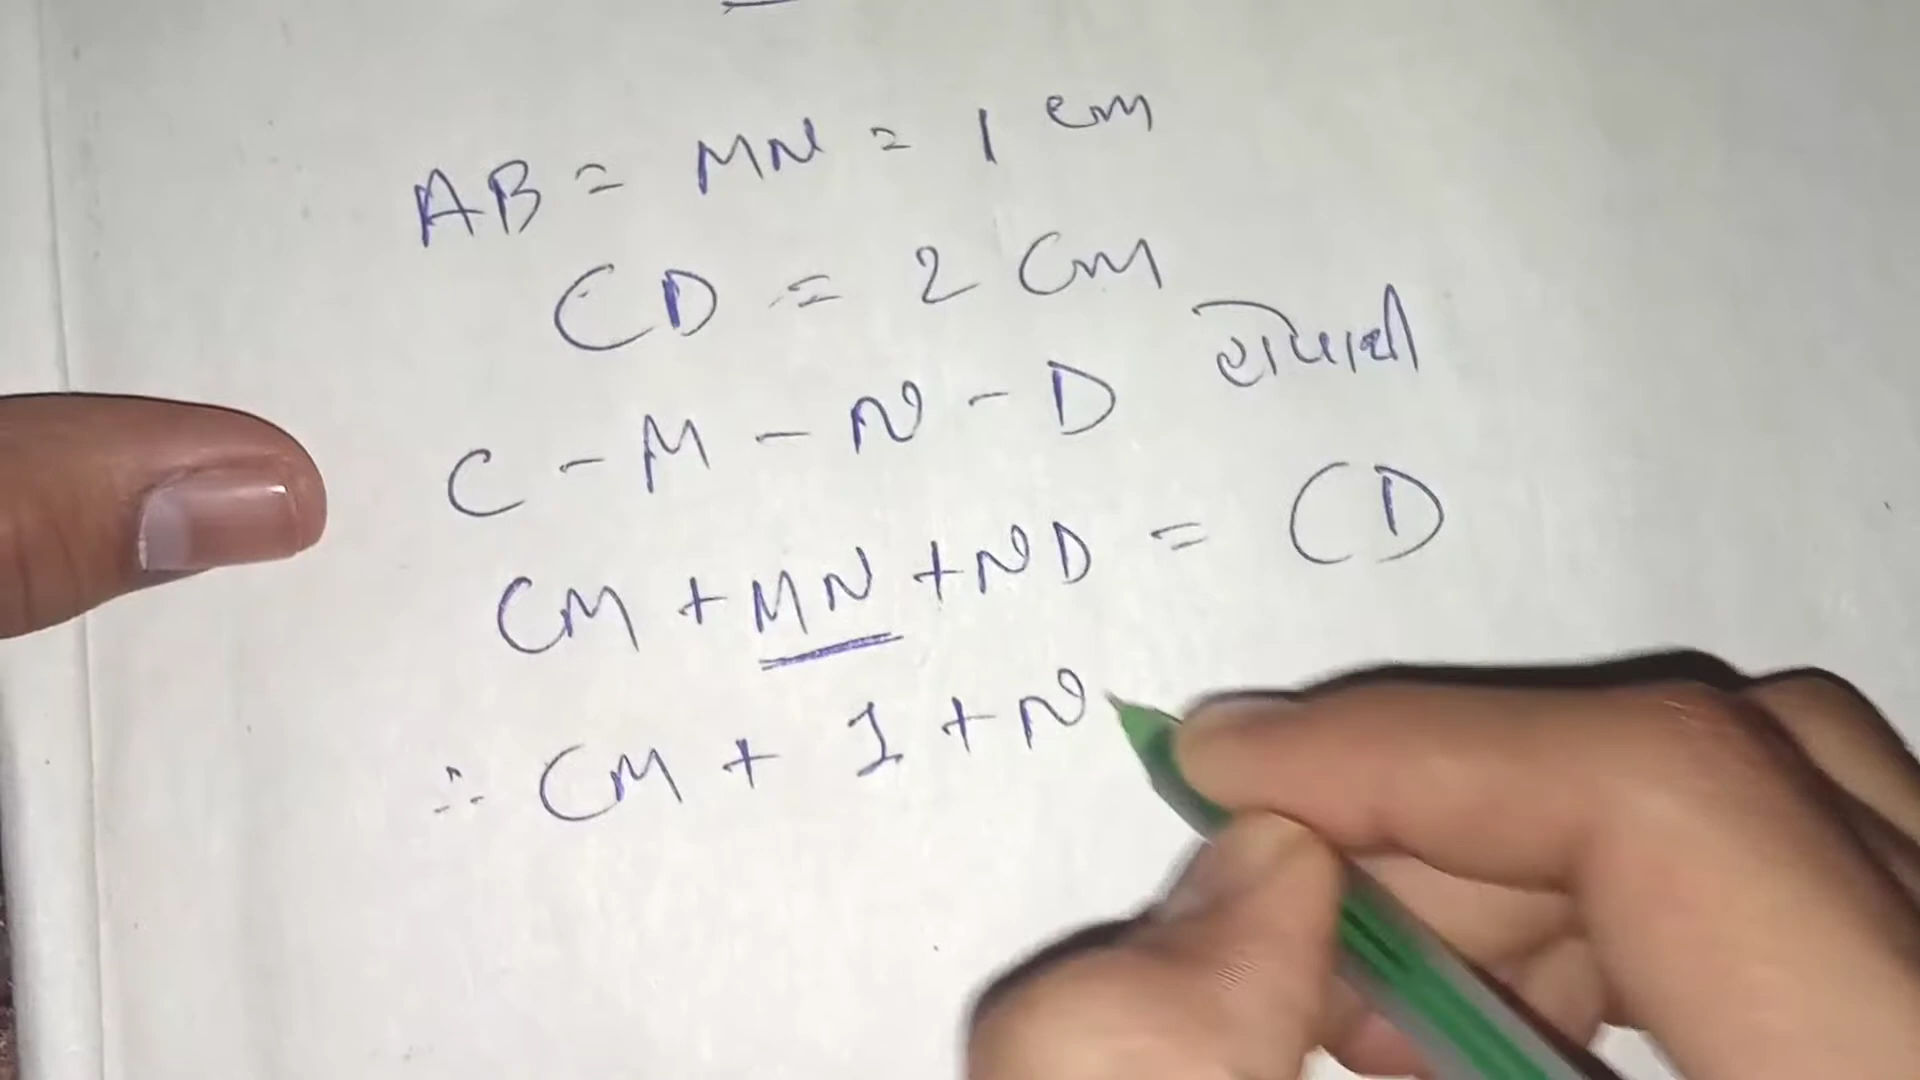 AB = MN = 1 cm
CD = 2 cm
C - M - N - D
CM + MN + ND = CD
∴ CM + 1 + N